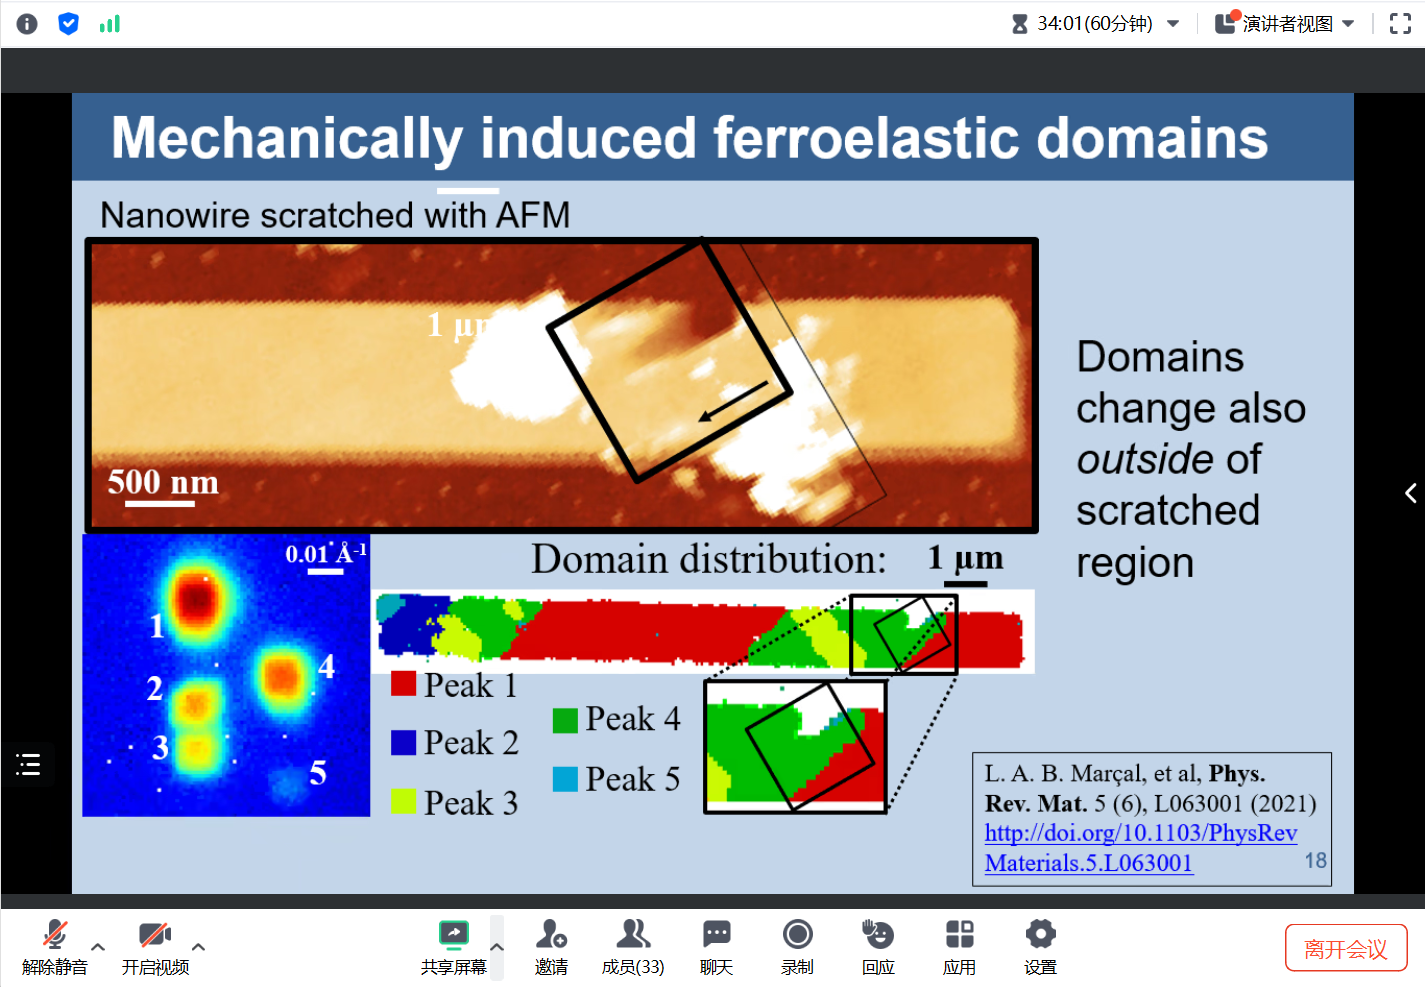 34:01(60分钟)
演讲者视图
Mechanically induced ferroelastic domains
Nanowire scratched with AFM
500 nm
Domains
change also
outside of
scratched
region
0.01 Å-1
1
2
3
4
5
Domain distribution:
1 μm
Peak 1
Peak 2
Peak 3
Peak 4
Peak 5
L. A. B. Marçal, et al, Phys.
Rev. Mat. 5 (6), L063001 (2021)
http://doi.org/10.1103/PhysRev
Materials.5.L063001
18
解除静音
开启视频
共享屏幕
邀请
成员(33)
聊天
录制
回应
应用
设置
离开会议